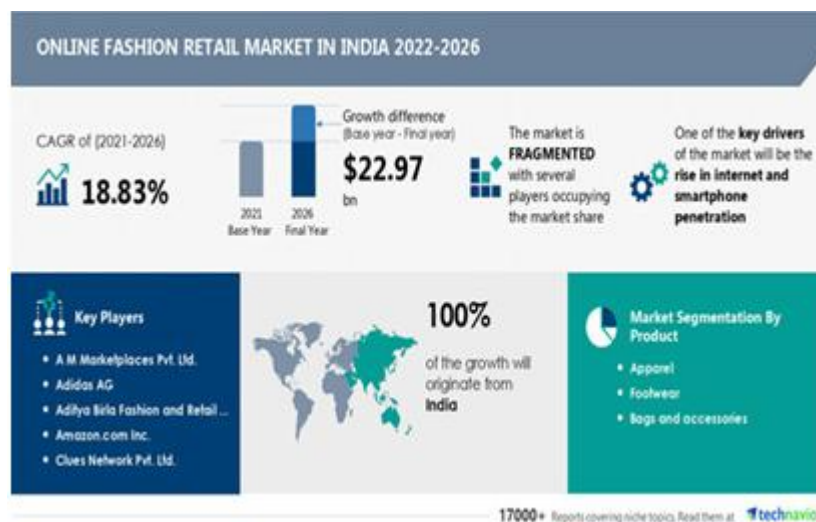 ONLINE FASHION RETAIL MARKET IN INDIA 2022-2026
CAGR of (2021-2026)
18.83%
2021
Base Year
2026
Final Year
Growth difference
(Base year - Final year)
$22.97
bn
The market is
FRAGMENTED
with several
players occupying
the market share
One of the key drivers
of the market will be the
rise in internet and
smartphone
penetration
Key Players
• A M Marketplaces Pvt. Ltd.
• Adidas AG
• Aditya Birla Fashion and Retail ...
• Amazon.com Inc.
• Clues Network Pvt. Ltd.
100%
of the growth will
originate from
India
Market Segmentation By
Product
• Apparel
• Footwear
• Bags and accessories
17000+ Reports covering niche topics. Read them at technavio